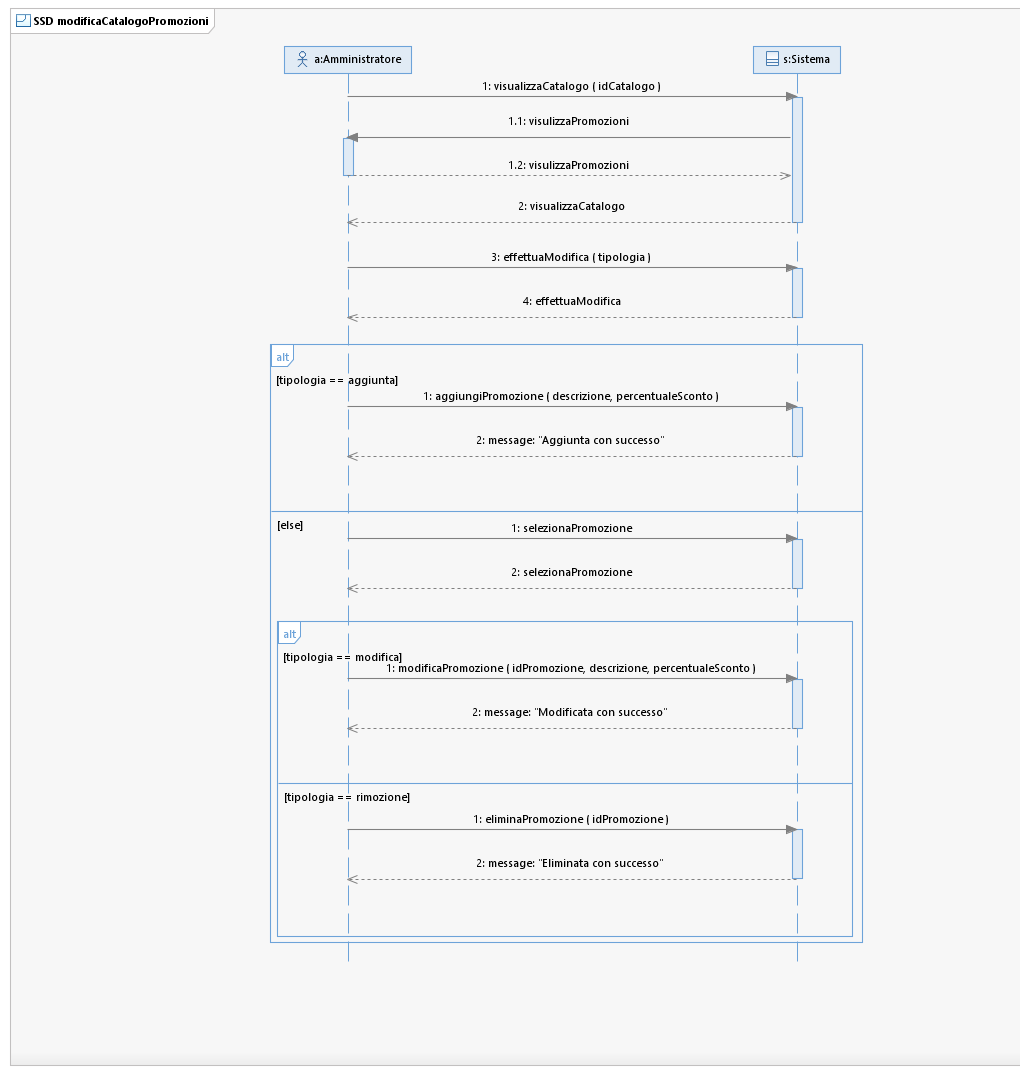 SSD modificaCatalogoPromozioni
a:Amministratore
s:Sistema
1: visualizzaCatalogo ( idCatalogo )
1.1: visulizzaPromozioni
1.2: visulizzaPromozioni
2: visualizzaCatalogo
3: effettuaModifica ( tipologia )
4: effettuaModifica
alt
[tipologia == aggiunta]
1: aggiungiPromozione ( descrizione, percentualeSconto )
2: message: "Aggiunta con successo"
[else]
1: selezionaPromozione
2: selezionaPromozione
alt
[tipologia == modifica]
1: modificaPromozione ( idPromozione, descrizione, percentualeSconto )
2: message: "Modificata con successo"
[tipologia == rimozione]
1: eliminaPromozione ( idPromozione )
2: message: "Eliminata con successo"